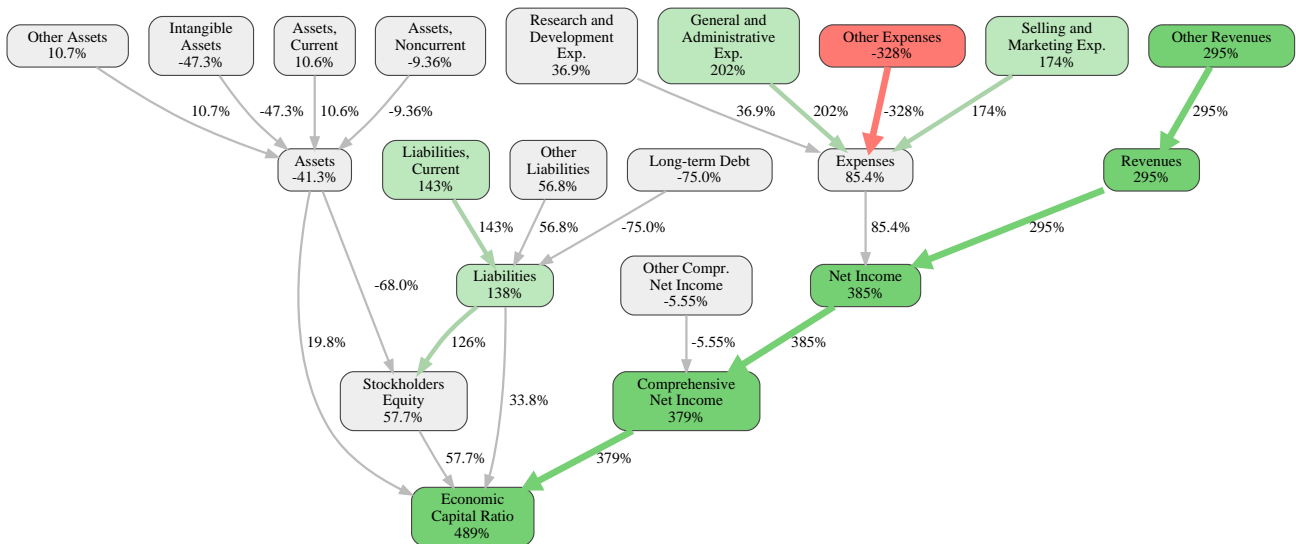 Other Assets
10.7%
Intangible
Assets
-47.3%
Assets,
Current
10.6%
Assets,
Noncurrent
-9.36%
Research and
Development
Exp.
36.9%
General and
Administrative
Exp.
202%
Other Expenses
-328%
Selling and
Marketing Exp.
174%
Other Revenues
295%
10.7%
-47.3%
10.6%
-9.36%
36.9%
202%
-328%
174%
295%
Assets
-41.3%
Liabilities,
Current
143%
Other
Liabilities
56.8%
Long-term Debt
-75.0%
Expenses
85.4%
Revenues
295%
143%
56.8%
-75.0%
85.4%
295%
-68.0%
Liabilities
138%
Other Compr.
Net Income
-5.55%
Net Income
385%
19.8%
126%
-5.55%
385%
Stockholders
Equity
57.7%
33.8%
Comprehensive
Net Income
379%
57.7%
379%
Economic
Capital Ratio
489%